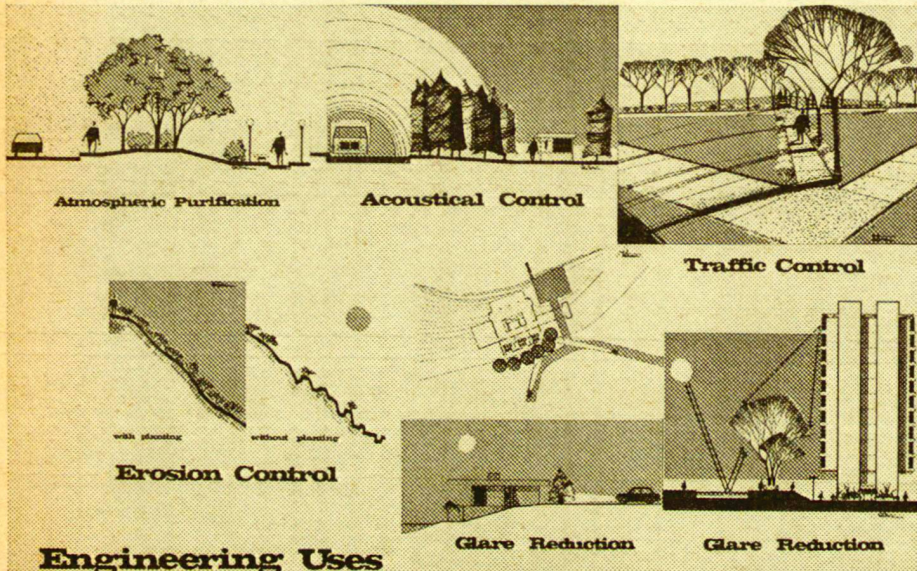 Atmospheric Purification
Acoustical Control
Traffic Control
with planting
without planting
Erosion Control
Glare Reduction
Glare Reduction
Engineering Uses